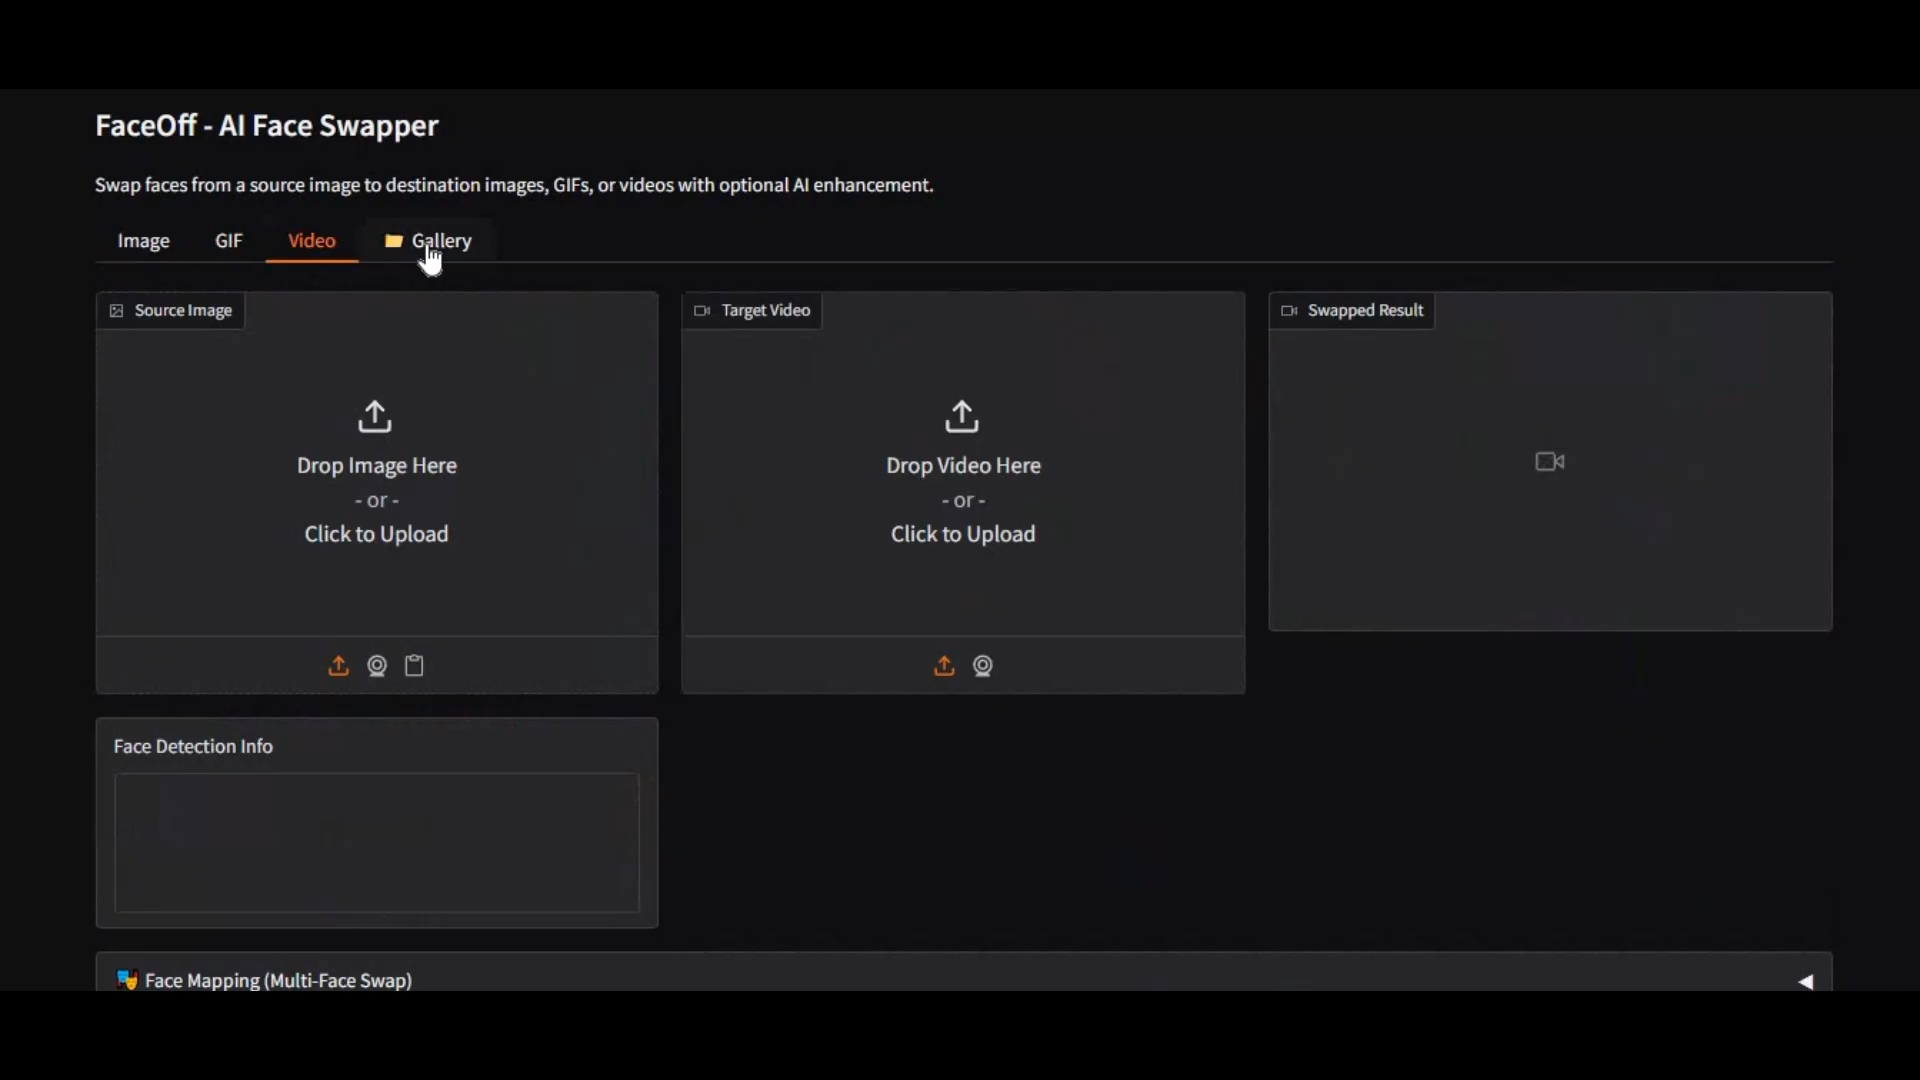 FaceOff - AI Face Swapper
Swap faces from a source image to destination images, GIFs, or videos with optional AI enhancement.
Image
GIF
Video
Gallery
Source Image
Drop Image Here
- or -
Click to Upload
Target Video
Drop Video Here
- or -
Click to Upload
Swapped Result
Face Detection Info
Face Mapping (Multi-Face Swap)